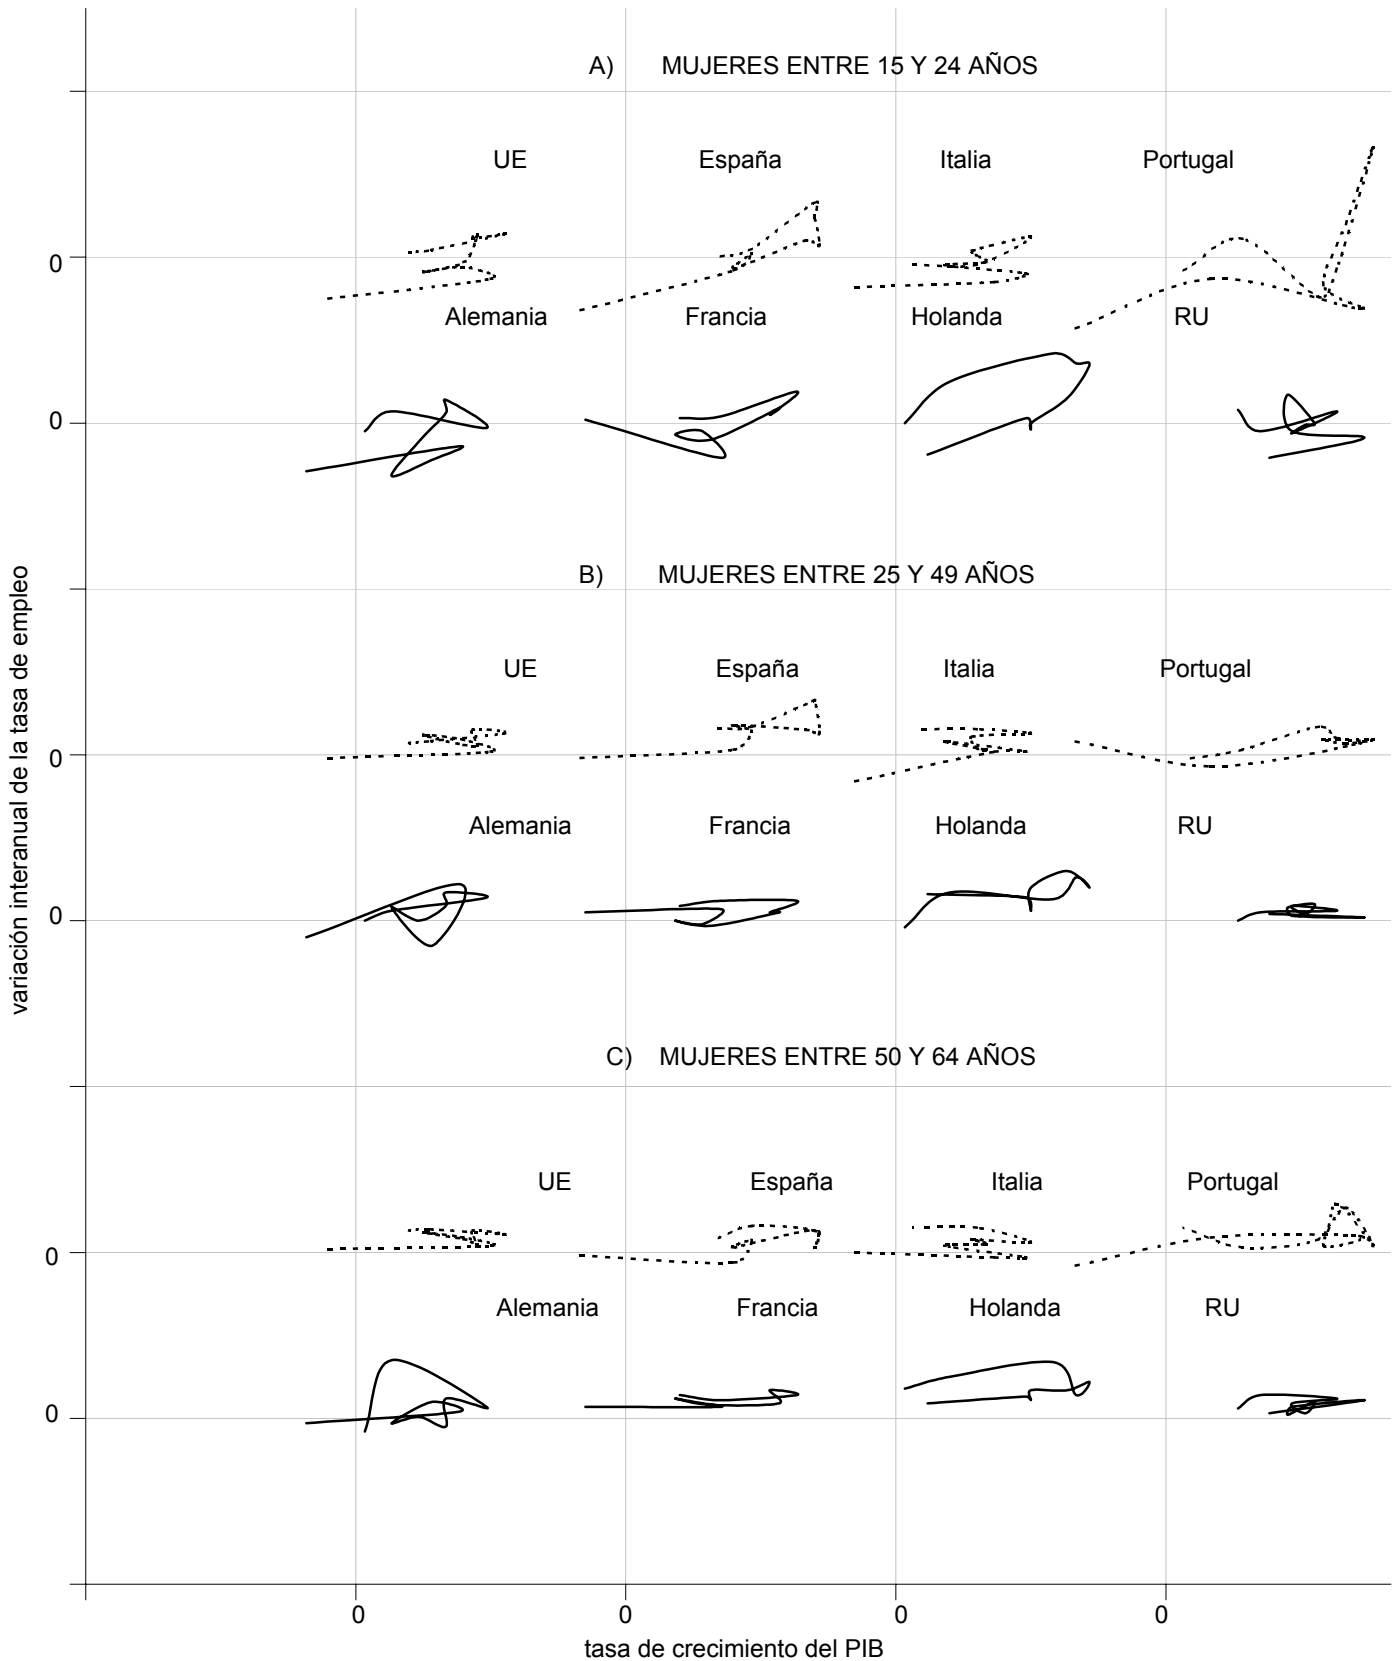 A) MUJERES ENTRE 15 Y 24 AÑOS
UE España Italia Portugal
0
Alemania Francia Holanda RU
0
B) MUJERES ENTRE 25 Y 49 AÑOS
variación interanual de la tasa de empleo
UE España Italia Portugal
0
Alemania Francia Holanda RU
0
C) MUJERES ENTRE 50 Y 64 AÑOS
UE España Italia Portugal
0
Alemania Francia Holanda RU
0
0 0 0 0
tasa de crecimiento del PIB